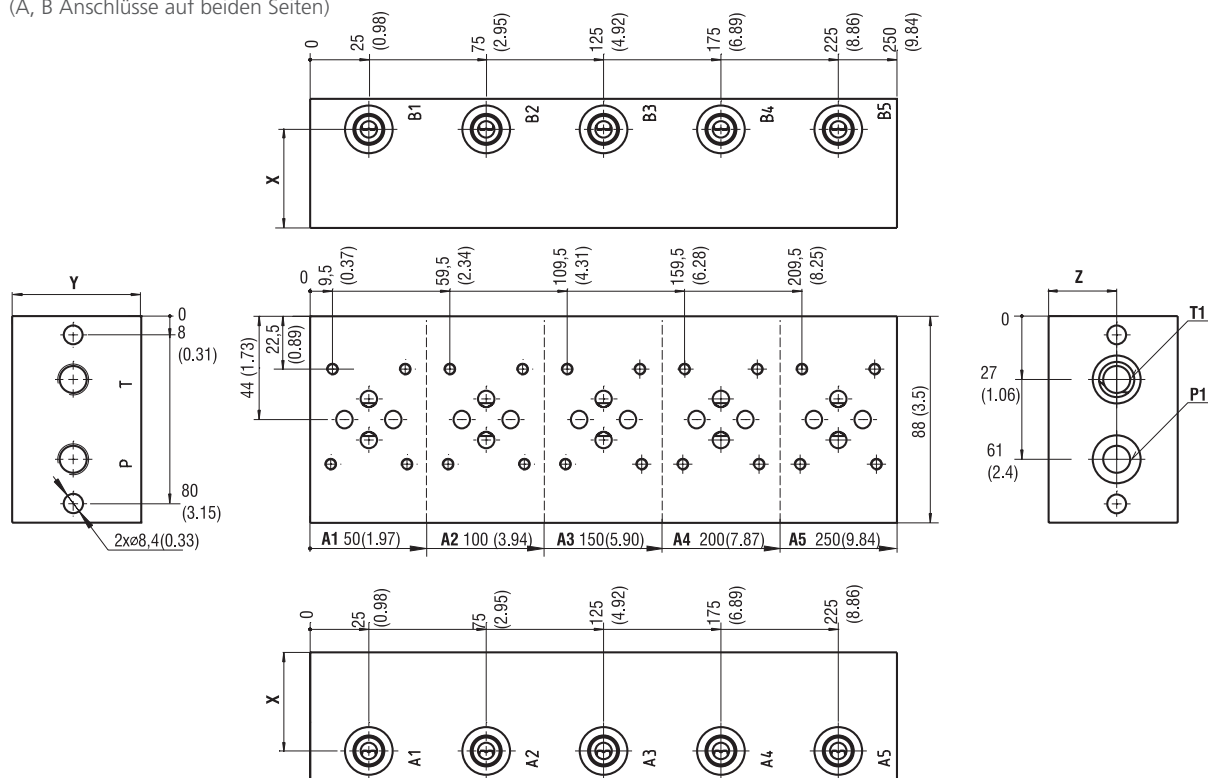 (A, B Anschlüsse auf beiden Seiten)
0
25
(0.98)
75
(2.95)
125
(4.92)
175
(6.89)
225
(8.86)
250
(9.84)
B1
B2
B3
B4
B5
X
0
9,5
(0.37)
59,5
(2.34)
109,5
(4.31)
159,5
(6.28)
209,5
(8.25)
Y
0
8
(0.31)
T
P
80
(3.15)
2xø8,4(0.33)
44 (1.73)
22,5
(0.89)
88 (3.5)
A1 50(1.97)
A2 100 (3.94)
A3 150(5.90)
A4 200(7.87)
A5 250(9.84)
Z
0
T1
27
(1.06)
P1
61
(2.4)
0
25
(0.98)
75
(2.95)
125
(4.92)
175
(6.89)
225
(8.86)
X
A1
A2
A3
A4
A5